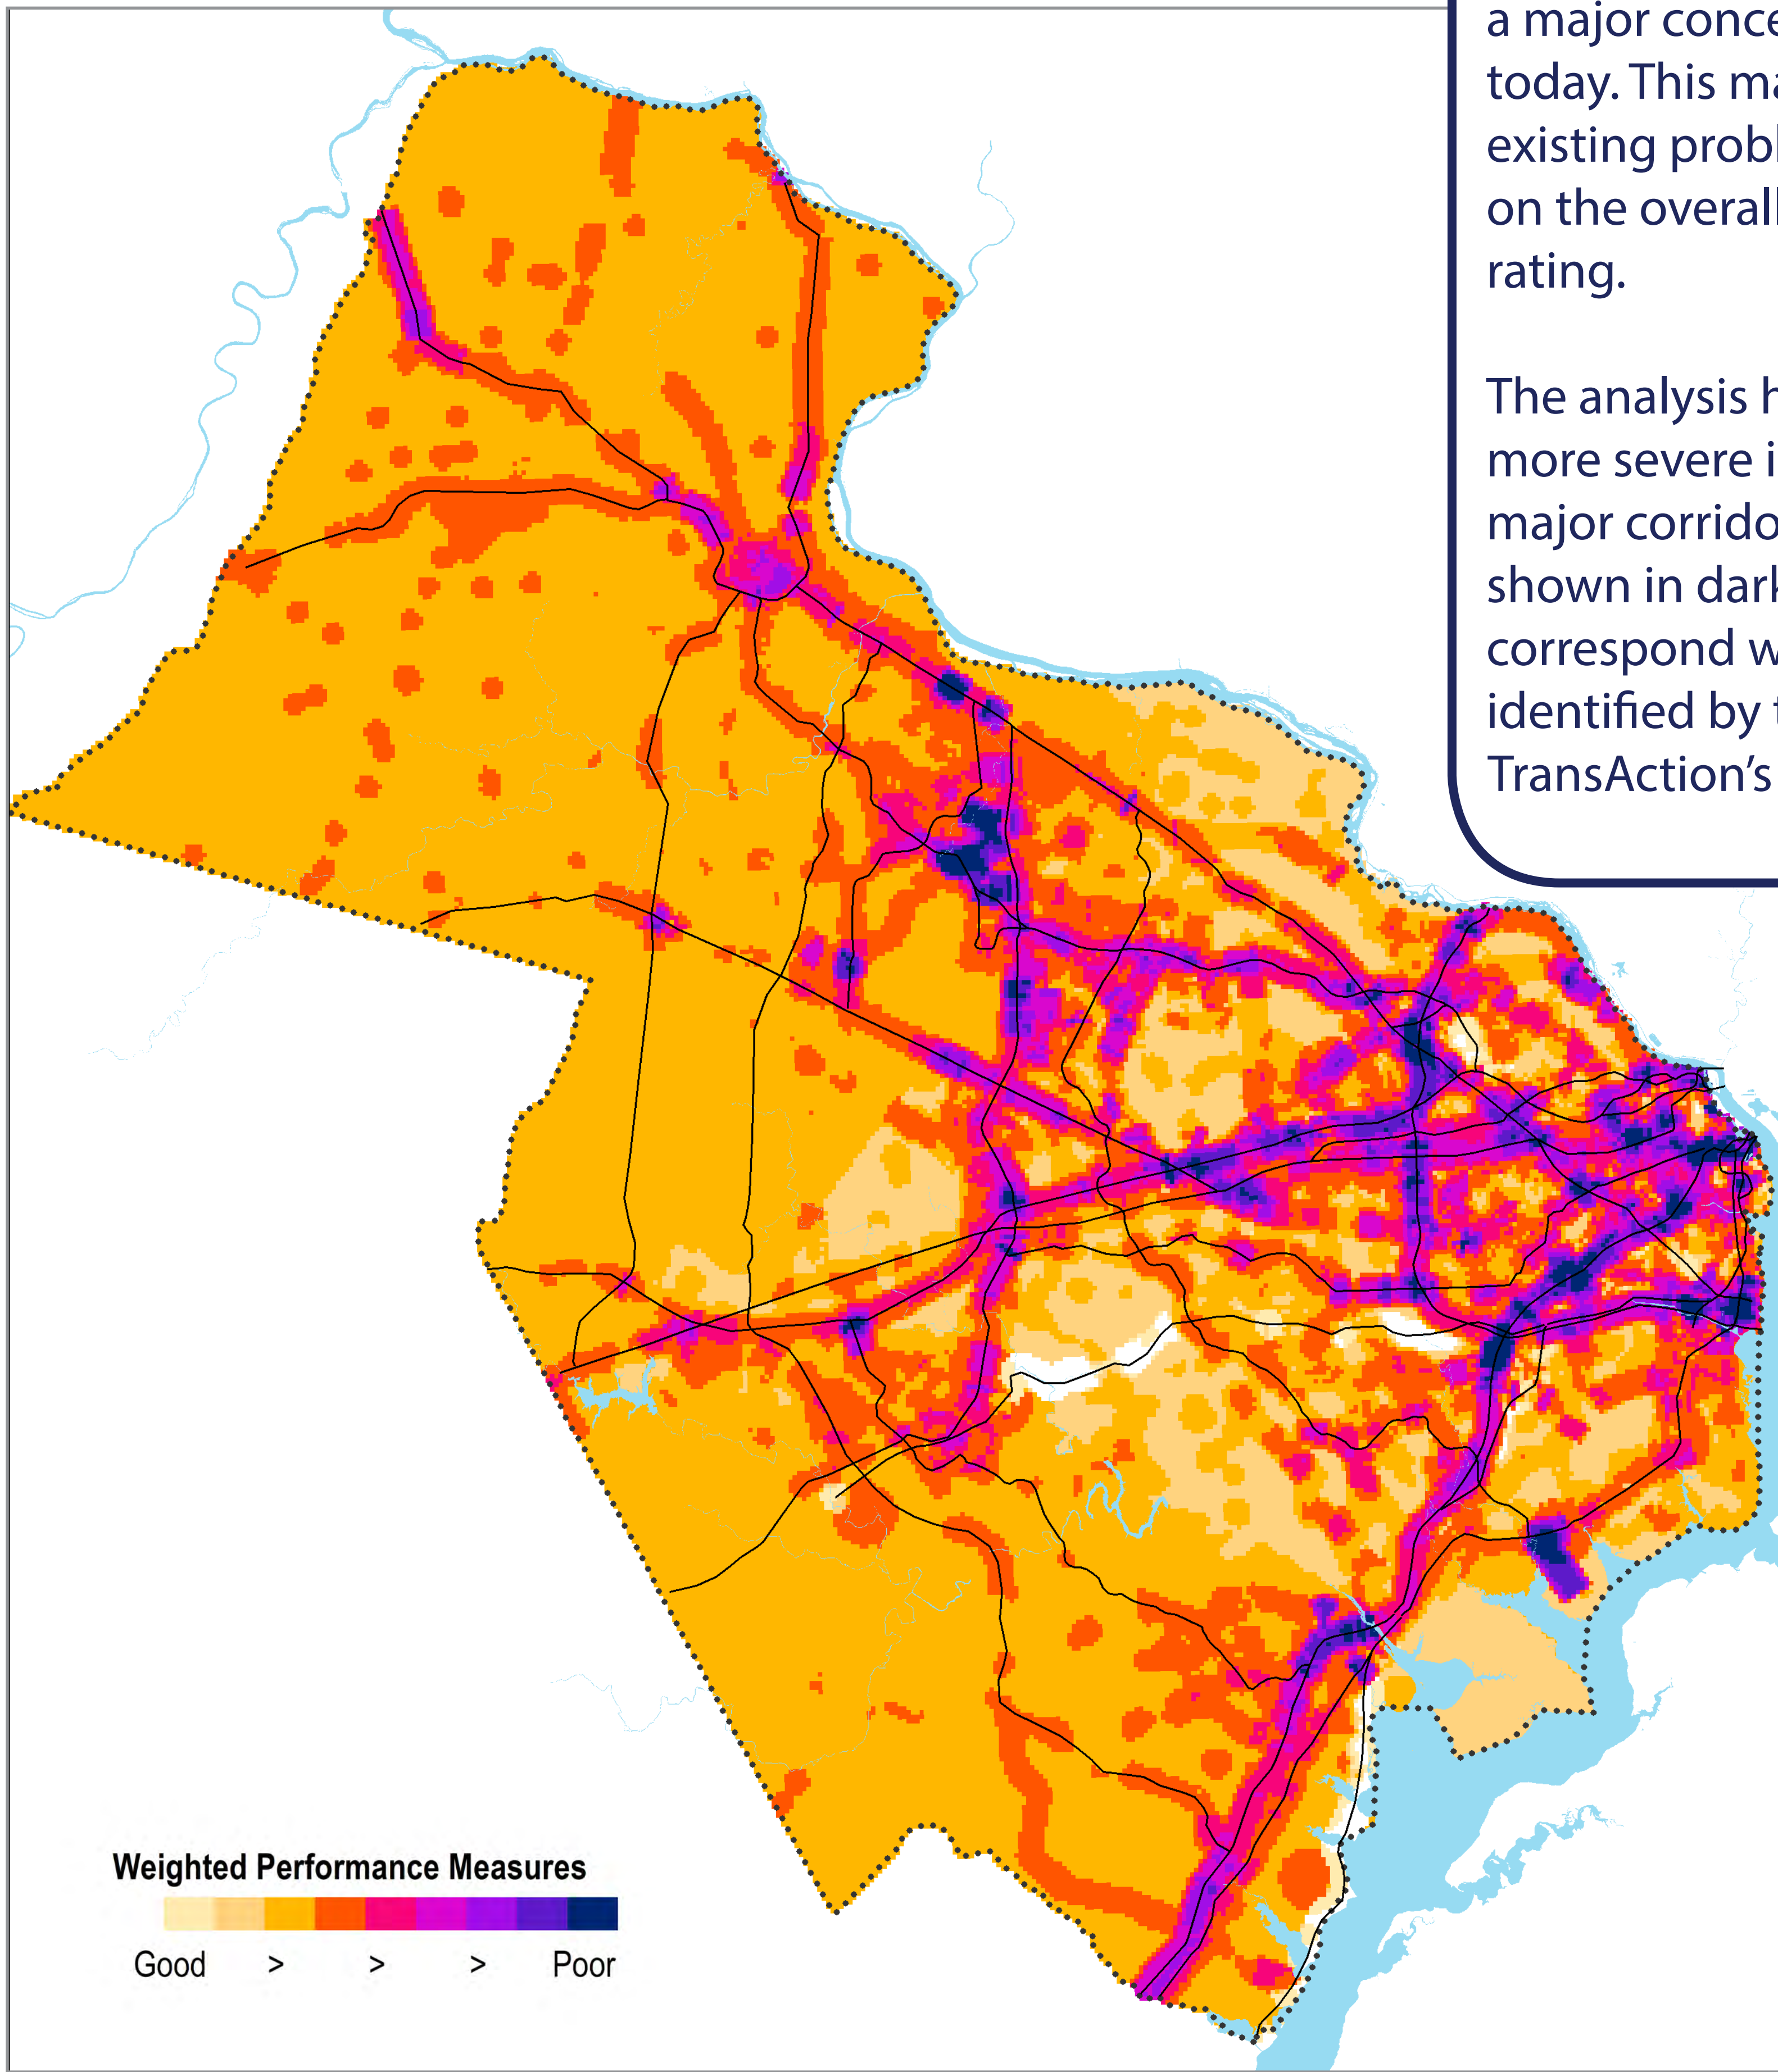 a major conce
today. This ma
existing probl
on the overall
rating.
The analysis h
more severe i
major corrido
shown in dark
correspond w
identified by t
TransAction’s
Weighted Performance Measures
Good > > > Poor